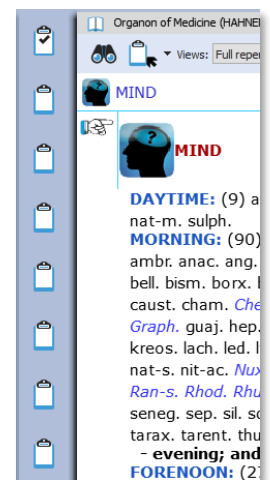 Organon of Medicine (HAHNE
Views: Full reper
MIND
MIND
DAYTIME: (9) a
nat-m. sulph.
MORNING: (90)
ambr. anac. ang.
bell. bism. borx.
caust. cham. Che
Graph. guaj. hep.
kreos. lach. led.
nat-s. nit-ac. Nux
Ran-s. Rhod. Rhu
seneg. sep. sil.
tarax. tarent. thu
- evening; and
FORENOON: (2